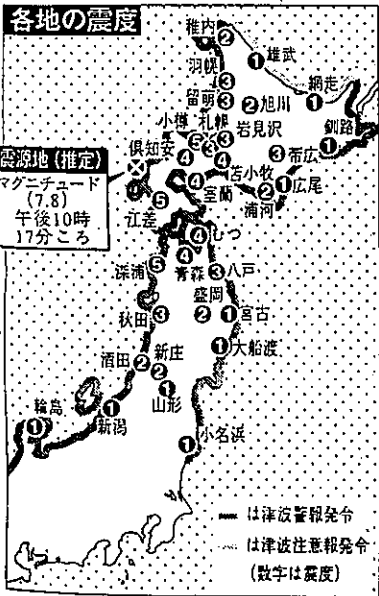 各地の震度
稚内
②
雄武
①
羽幌
③
留萌
③
旭川
②
網走
①
小樽
札幌
岩見沢
③
釧路
①
⑤
③
倶知安
④
④
帯広
③
震源地(推定)
マグニチュード
(7.8)
午後10時
17分ころ
苫小牧
室蘭
④
広尾
①
浦河
②
江差
⑤
むつ
④
青森
④
深浦
⑤
八戸
③
盛岡
②
宮古
①
秋田
③
大船渡
①
酒田
②
新庄
②
山形
①
輪島
①
新潟
①
小名浜
①
は津波警報発令
は津波注意報発令
(数字は震度)